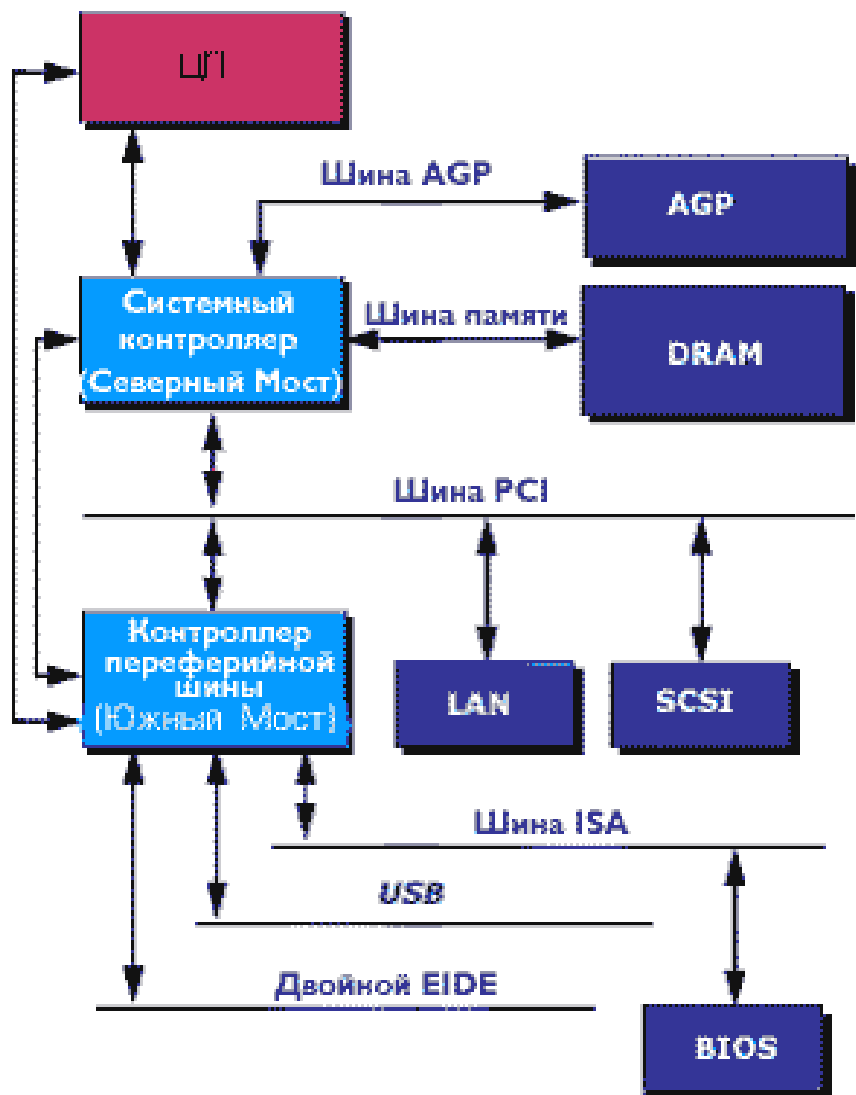 ЦП
Шина AGP
AGP
Системный
контроллер
(Северный Мост)
Шина памяти
DRAM
Шина PCI
Контроллер
переферийной
шины
(Южный Мост)
LAN
SCSI
Шина ISA
USB
Двойной EIDE
BIOS